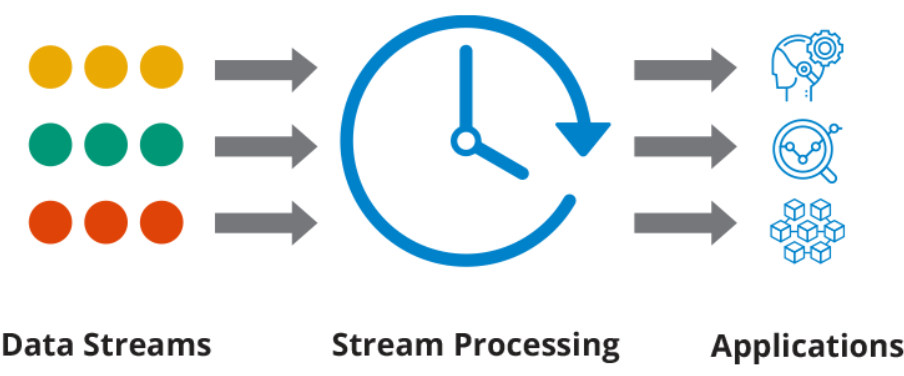 Data Streams
Stream Processing
Applications